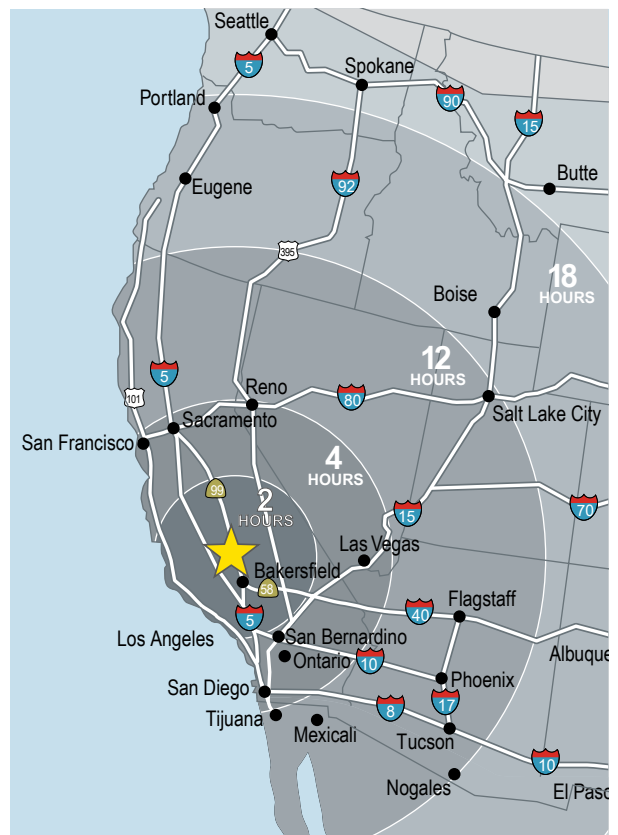 Seattle
5
Spokane
90
Portland
15
Butte
Eugene
92
395
18
HOURS
Boise
12
HOURS
5
101
Reno
80
Salt Lake City
Sacramento
San Francisco
4
HOURS
99
2
HOURS
15
70
Las Vegas
Bakersfield
58
Flagstaff
5
40
Los Angeles
San Bernardino
Ontario
10
Albuque
San Diego
Phoenix
8
17
Tijuana
Mexicali
Tucson
10
Nogales
El Paso